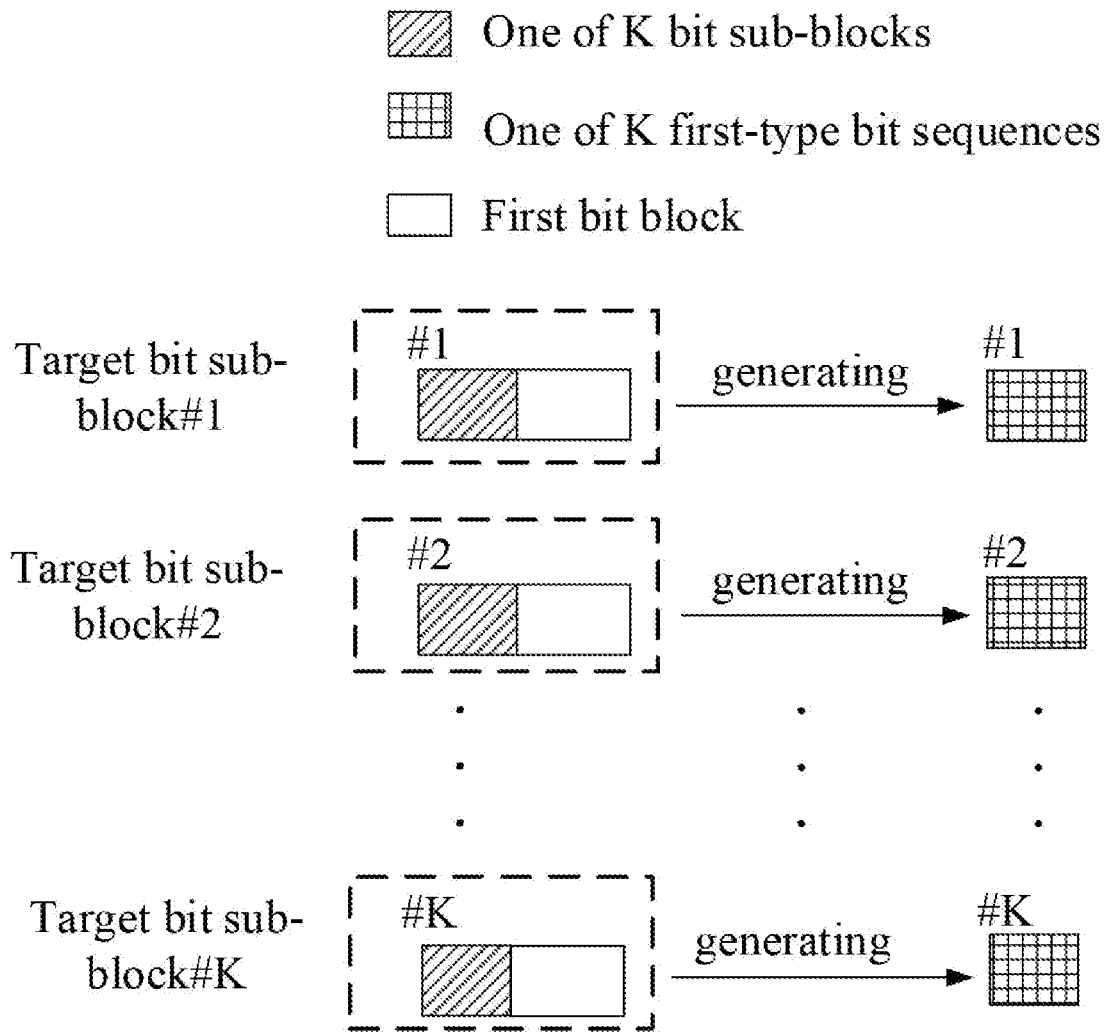 One of K bit sub-blocks
One of K first-type bit sequences
First bit block
Target bit sub-
block#1
#1
generating
#1
Target bit sub-
block#2
#2
generating
#2
Target bit sub-
block#K
#K
generating
#K